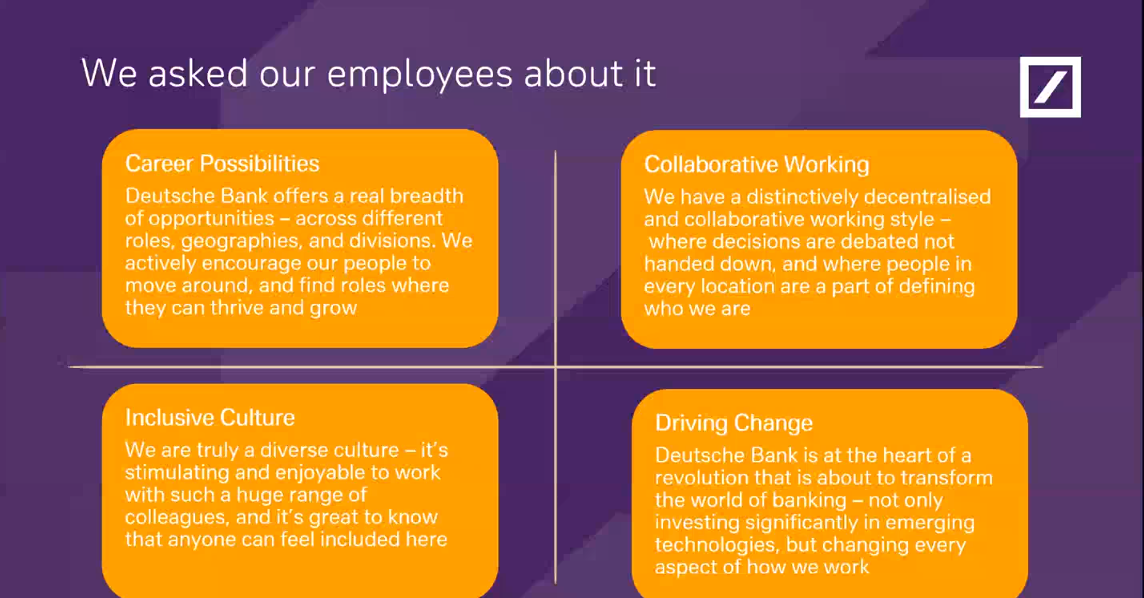 We asked our employees about it
Career Possibilities
Deutsche Bank offers a real breadth
of opportunities – across different
roles, geographies, and divisions. We
actively encourage our people to
move around, and find roles where
they can thrive and grow
Collaborative Working
We have a distinctively decentralised
and collaborative working style –
where decisions are debated not
handed down, and where people in
every location are a part of defining
who we are
Inclusive Culture
We are truly a diverse culture – it's
stimulating and enjoyable to work
with such a huge range of
colleagues, and it's great to know
that anyone can feel included here
Driving Change
Deutsche Bank is at the heart of a
revolution that is about to transform
the world of banking – not only
investing significantly in emerging
technologies, but changing every
aspect of how we work